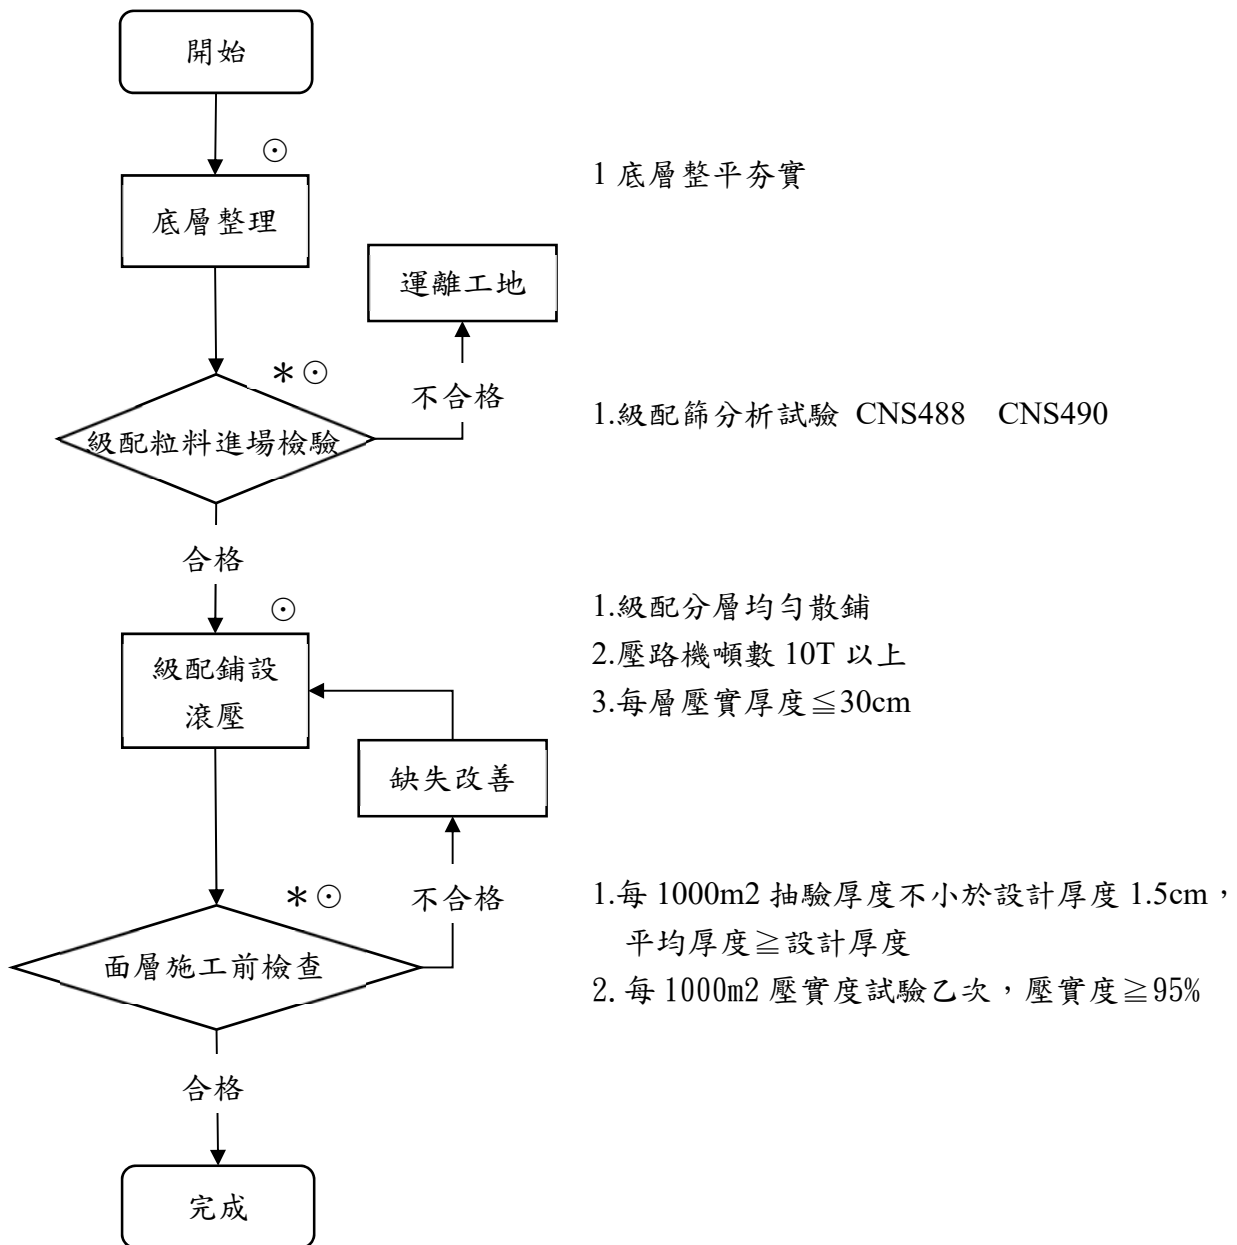 開始
⊙
1 底層整平夯實
底層整理
運離工地
＊⊙
不合格
1.級配篩分析試驗 CNS488 CNS490
級配粒料進場檢驗
合格
⊙
1.級配分層均勻散鋪
2.壓路機噸數 10T 以上
3.每層壓實厚度≦30cm
級配鋪設
滾壓
缺失改善
＊⊙
不合格
1.每 1000m2 抽驗厚度不小於設計厚度 1.5cm，
平均厚度≧設計厚度
2. 每 1000m2 壓實度試驗乙次，壓實度≧95%
面層施工前檢查
合格
完成